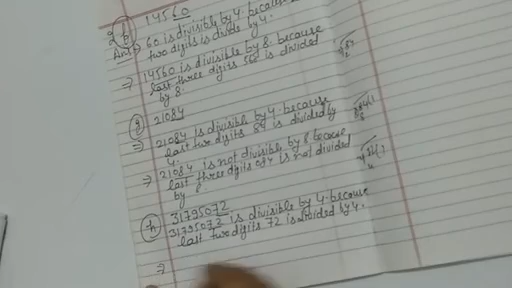 2 (b) 14560
Ans⇒ 60 is divisible by 4. because
two digits is divide by 4.
⇒ 14560 is divisible by 8. because
last three digits 560 is divided
by 8.
(g) 21084
⇒ 21084 is divisible by 4. because
last two digits 84 is divided by
4.
⇒ 21084 is not divisible by 8 because
last three digits 084 is not divided
by 8
(h) 31795072
31795072 is divisible by 4. because
last two digits 72 is divided by 4.
⇒